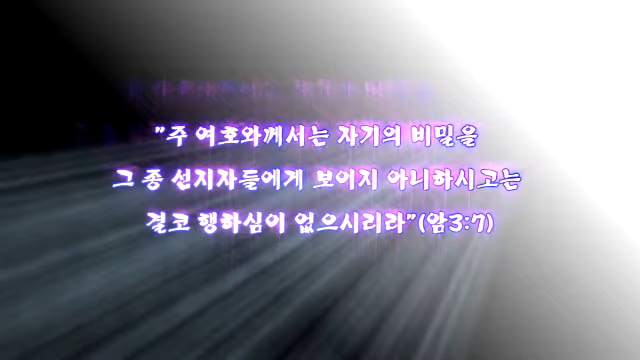 "주 여호와께서는 자기의 비밀을
그 종 선지자들에게 보이지 아니하시고는
결코 행하심이 없으시리라"(암3:7)